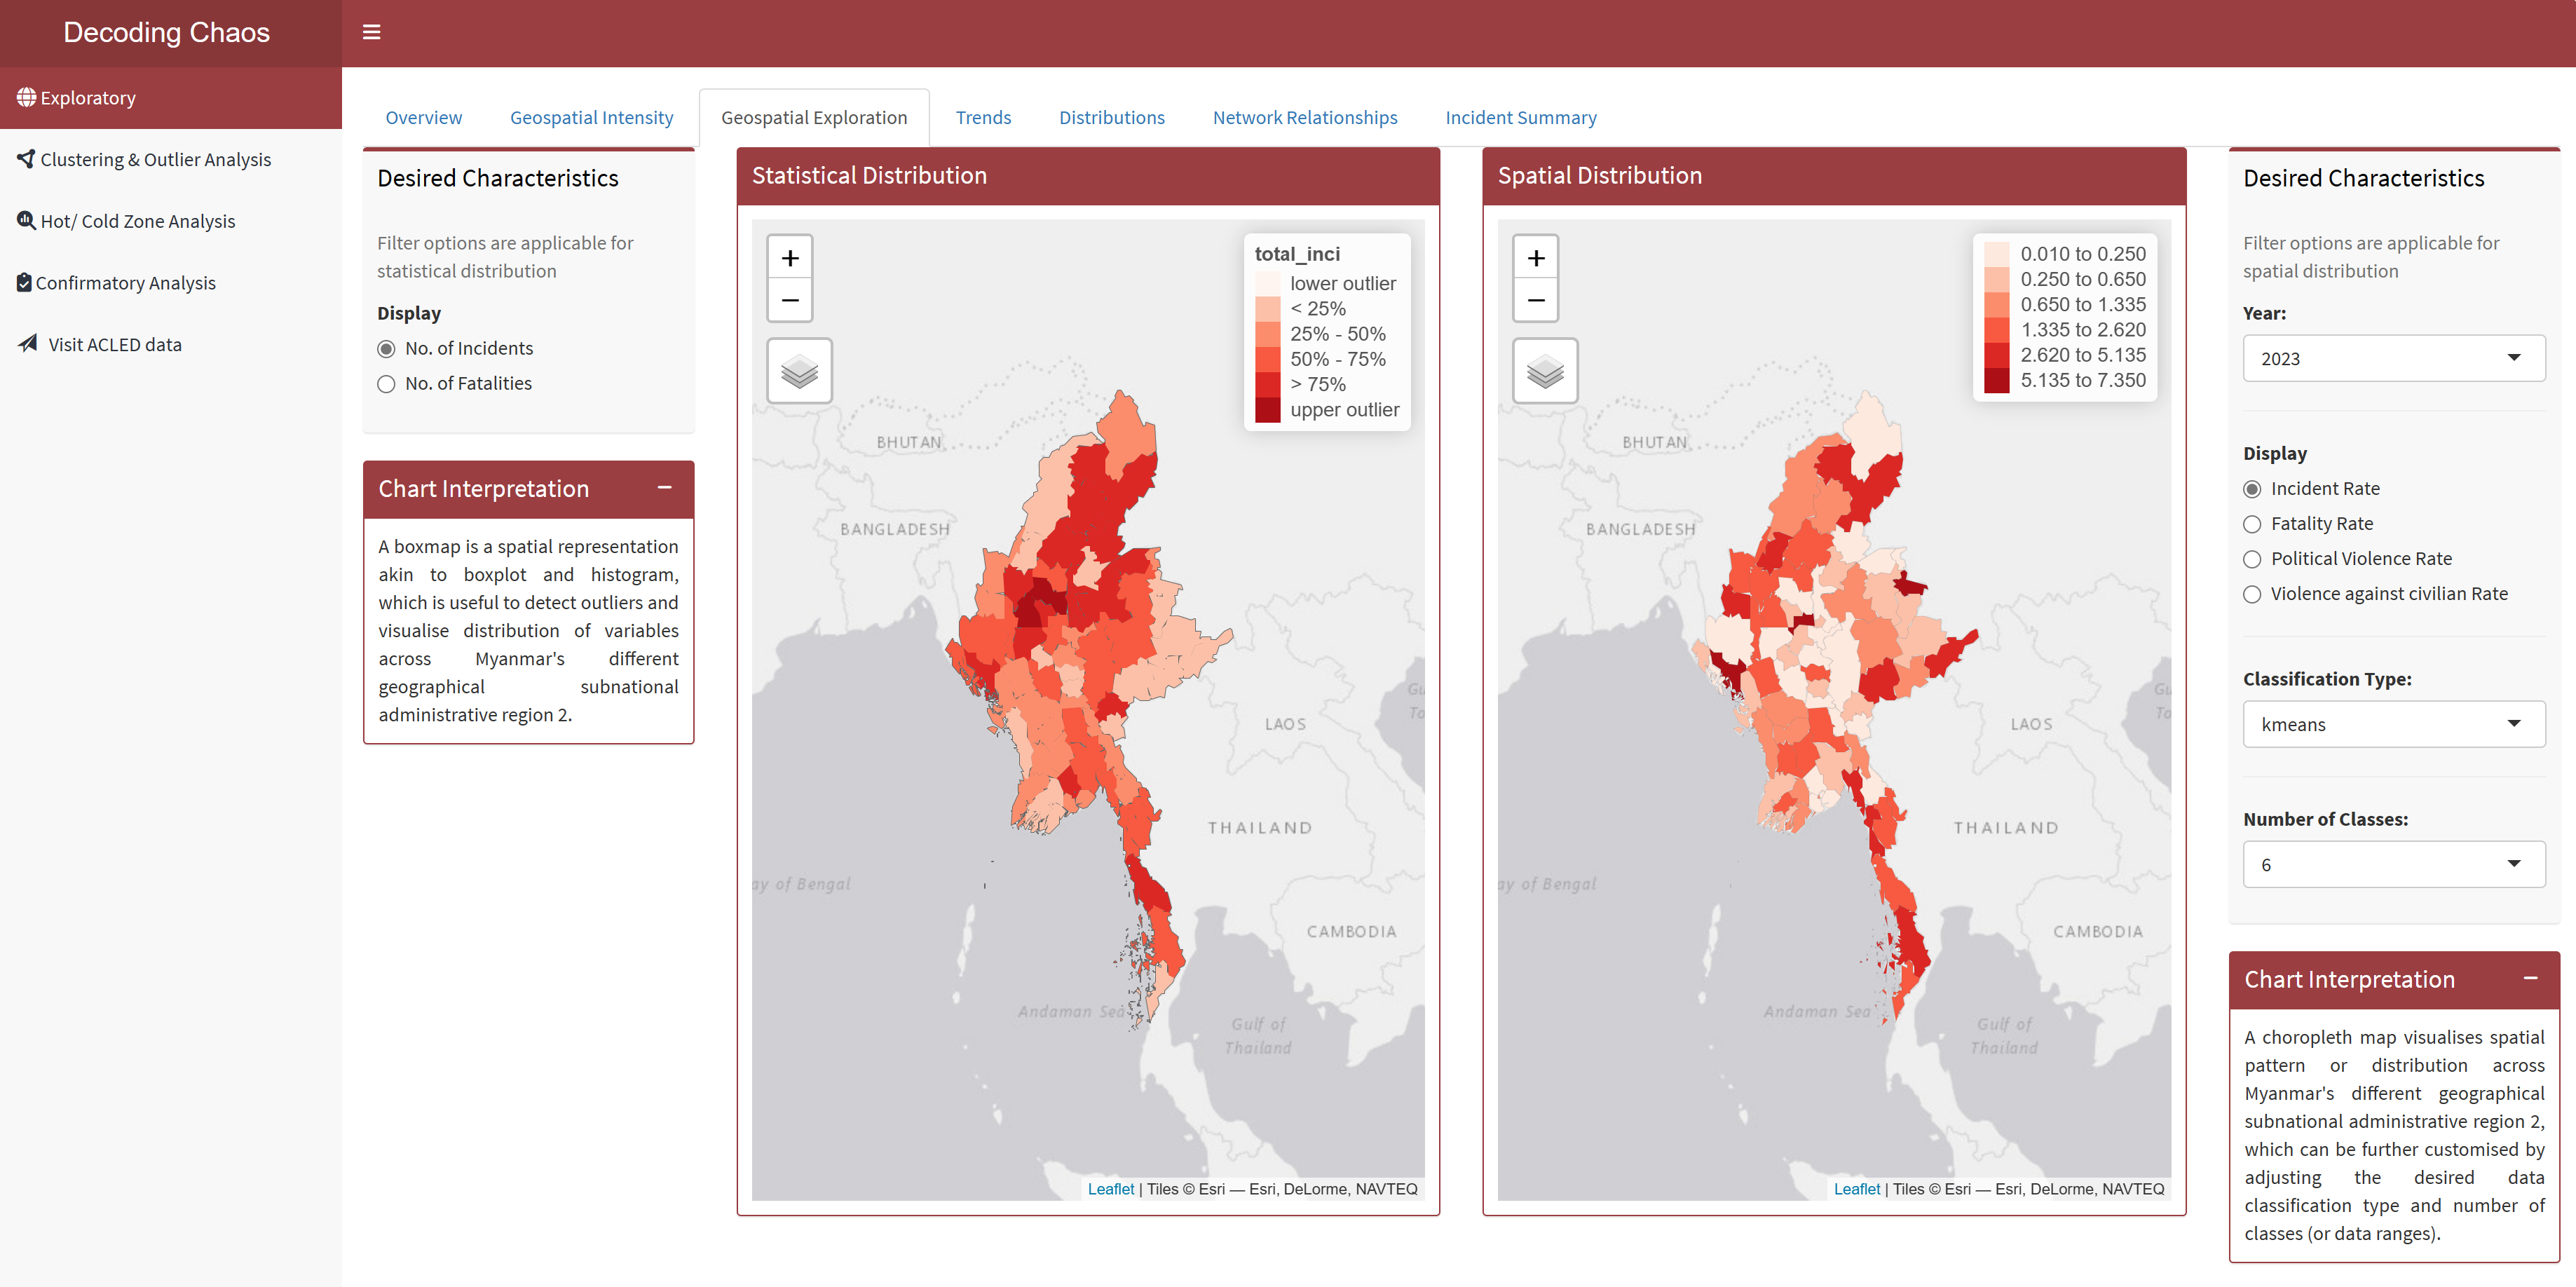 Decoding Chaos
Exploratory
Clustering & Outlier Analysis
Hot/ Cold Zone Analysis
Confirmatory Analysis
Visit ACLED data
Overview
Geospatial Intensity
Geospatial Exploration
Trends
Distributions
Network Relationships
Incident Summary
Desired Characteristics
Filter options are applicable for
statistical distribution
Display
No. of Incidents
No. of Fatalities
Chart Interpretation
A boxmap is a spatial representation
akin to boxplot and histogram,
which is useful to detect outliers and
visualise distribution of variables
across Myanmar's different
geographical subnational
administrative region 2.
Statistical Distribution
+
−
total_inci
lower outlier
< 25%
25% - 50%
50% - 75%
> 75%
upper outlier
BHUTAN
BANGLADESH
LAOS
Gu
To
THAILAND
ay of Bengal
CAMBODIA
Andaman Sea
Gulf of
Thailand
Leaflet | Tiles © Esri — Esri, DeLorme, NAVTEQ
Spatial Distribution
+
−
0.010 to 0.250
0.250 to 0.650
0.650 to 1.335
1.335 to 2.620
2.620 to 5.135
5.135 to 7.350
BHUTAN
BANGLADESH
LAOS
Gu
To
THAILAND
ay of Bengal
CAMBODIA
Andaman Sea
Gulf of
Thailand
Leaflet | Tiles © Esri — Esri, DeLorme, NAVTEQ
Desired Characteristics
Filter options are applicable for
spatial distribution
Year:
2023
Display
Incident Rate
Fatality Rate
Political Violence Rate
Violence against civilian Rate
Classification Type:
kmeans
Number of Classes:
6
Chart Interpretation
A choropleth map visualises spatial
pattern or distribution across
Myanmar's different geographical
subnational administrative region 2,
which can be further customised by
adjusting the desired data
classification type and number of
classes (or data ranges).